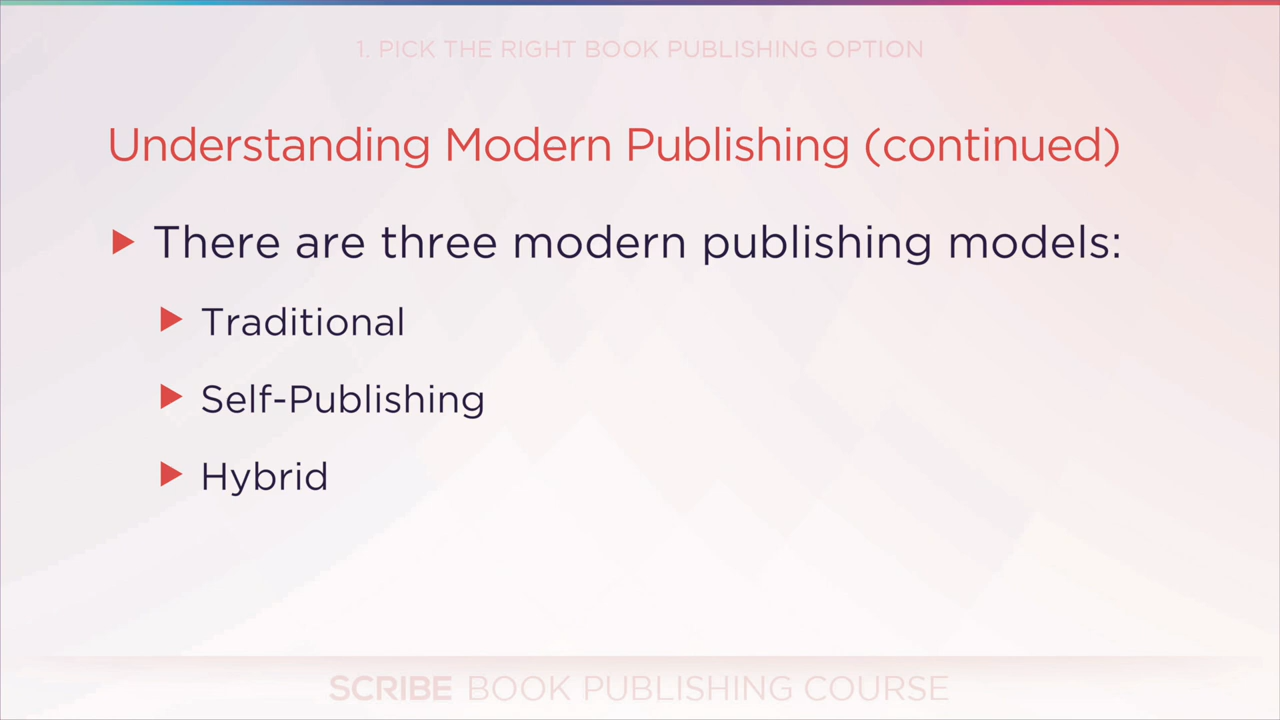 1. PICK THE RIGHT BOOK PUBLISHING OPTION
Understanding Modern Publishing (continued)
There are three modern publishing models:
Traditional
Self-Publishing
Hybrid
SCRIBE BOOK PUBLISHING COURSE